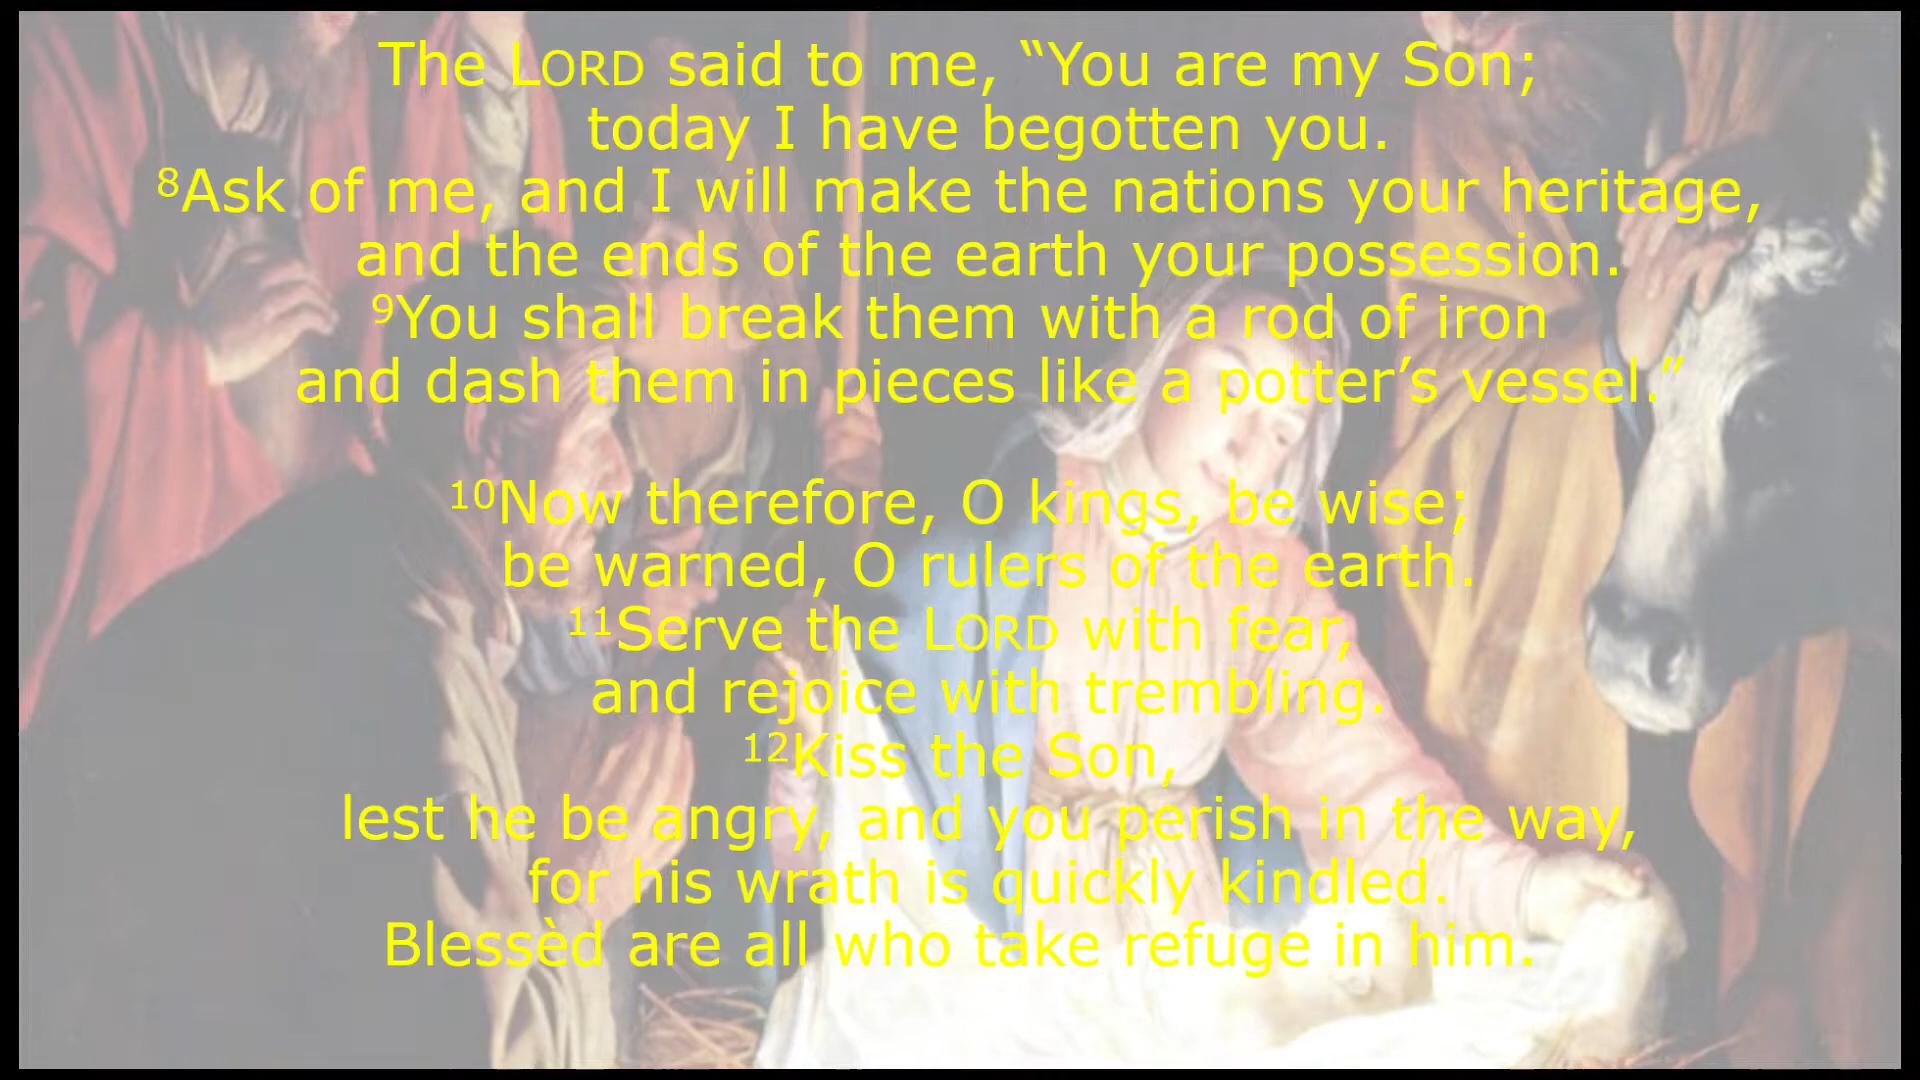 The LORD said to me, “You are my Son;
today I have begotten you.
⁸Ask of me, and I will make the nations your heritage,
and the ends of the earth your possession.
⁹You shall break them with a rod of iron
and dash them in pieces like a potter’s vessel.”
¹⁰Now therefore, O kings, be wise;
be warned, O rulers of the earth.
¹¹Serve the LORD with fear,
and rejoice with trembling.
¹²Kiss the Son,
lest he be angry, and you perish in the way,
for his wrath is quickly kindled.
Blessèd are all who take refuge in him.